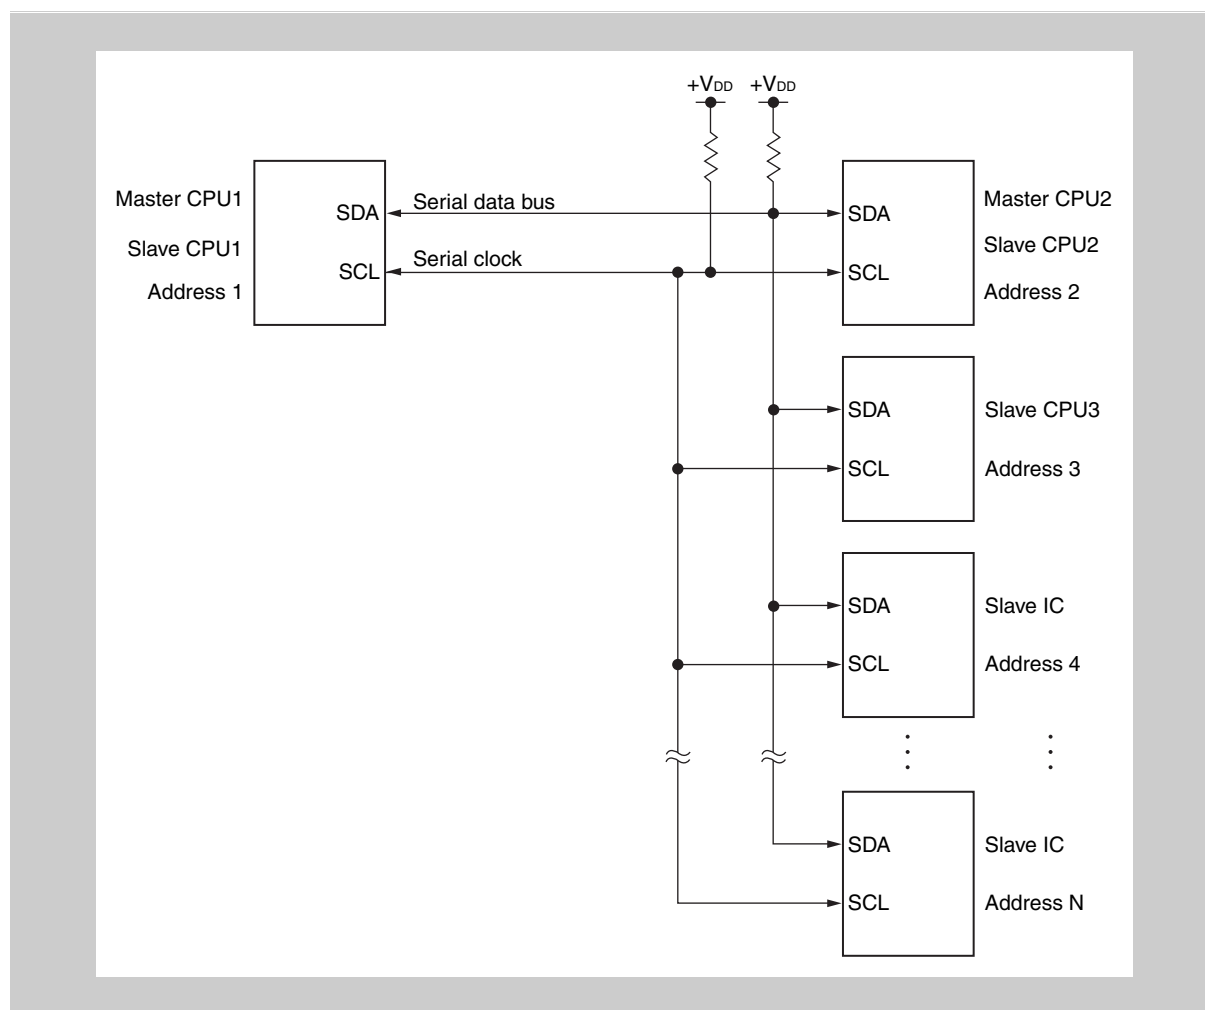 +VDD +VDD
Master CPU1
Slave CPU1
Address 1
SDA
SCL
Serial data bus
Serial clock
SDA
SCL
Master CPU2
Slave CPU2
Address 2
SDA
SCL
Slave CPU3
Address 3
SDA
SCL
Slave IC
Address 4
SDA
SCL
Slave IC
Address N